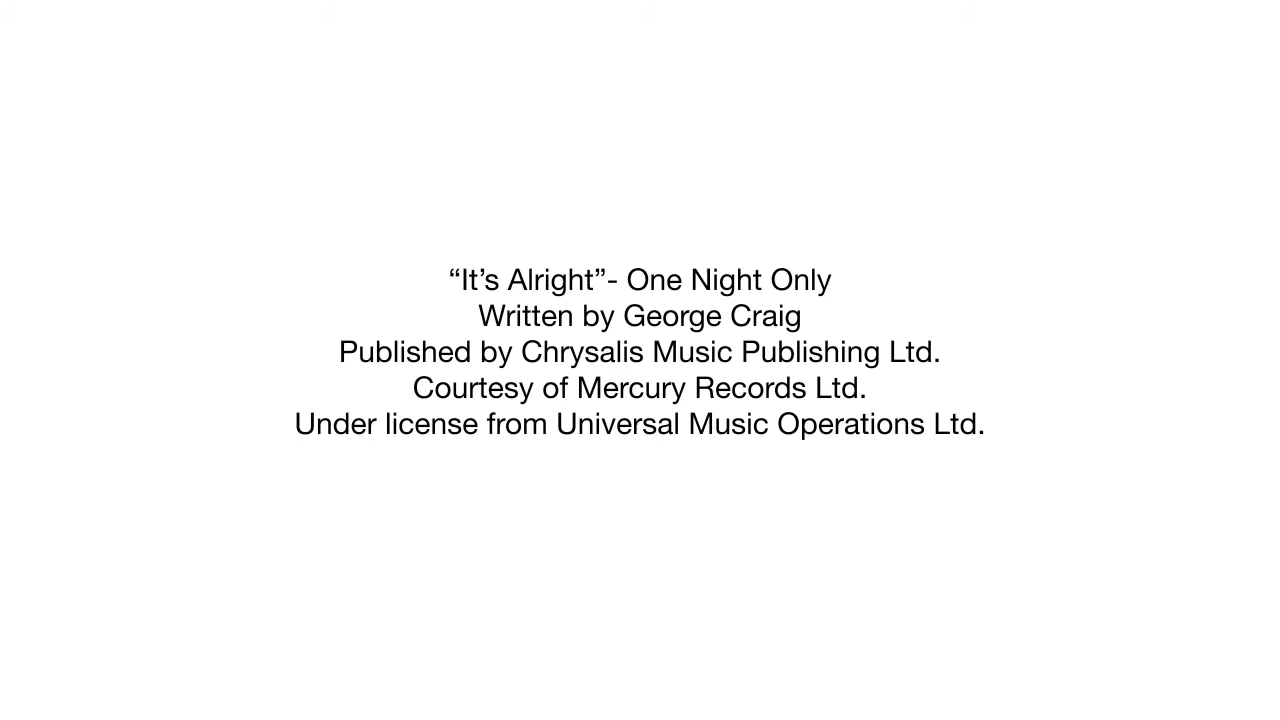 “It’s Alright”- One Night Only
Written by George Craig
Published by Chrysalis Music Publishing Ltd.
Courtesy of Mercury Records Ltd.
Under license from Universal Music Operations Ltd.